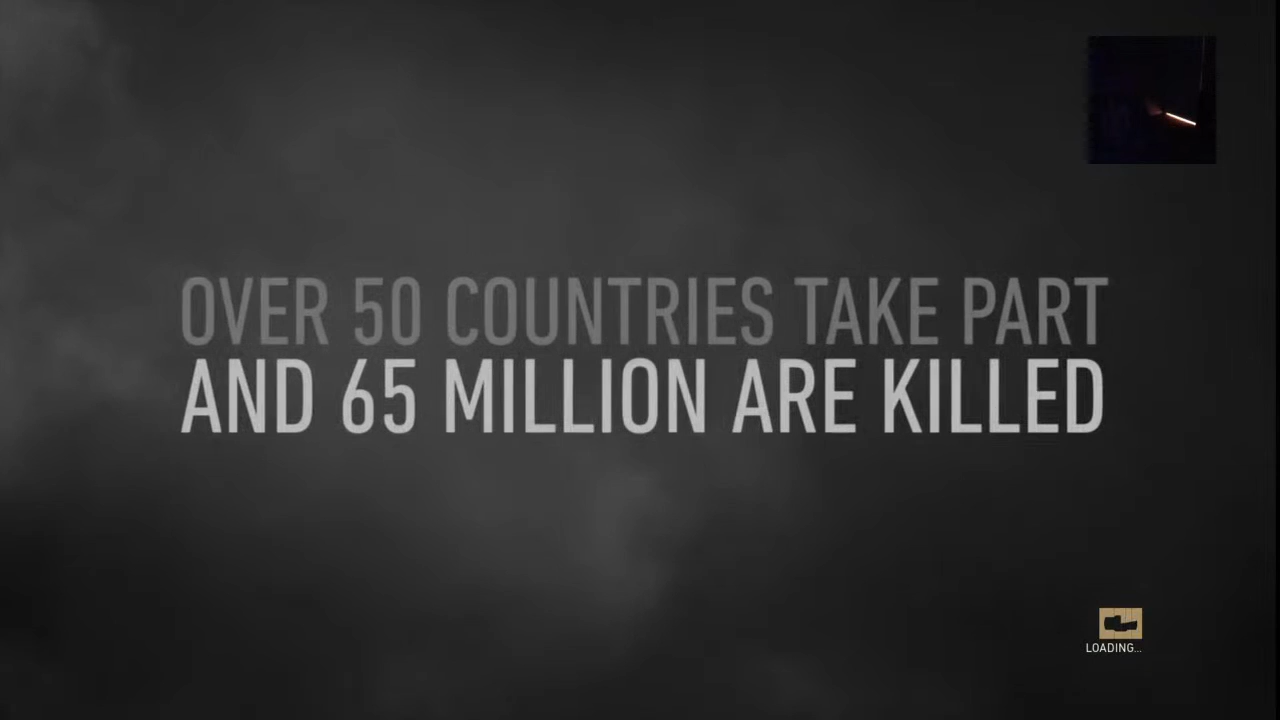 OVER 50 COUNTRIES TAKE PART
AND 65 MILLION ARE KILLED
LOADING...